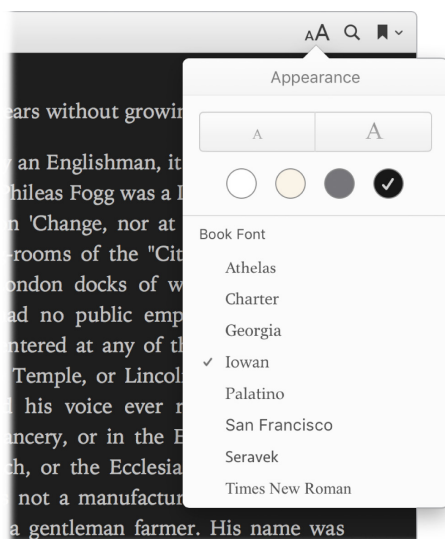 AA
Appearance
A A
Book Font
Athelas
Charter
Georgia
Iowan
Palatino
San Francisco
Seravek
Times New Roman
ears without growin
an Englishman, it
Phileas Fogg was a
n 'Change, nor at
-rooms of the "Cit
ondon docks of w
ad no public emp
ntered at any of th
Temple, or Lincol
his voice ever r
ancery, or in the
ch, or the Ecclesia
not a manufactur
a gentleman farmer. His name was